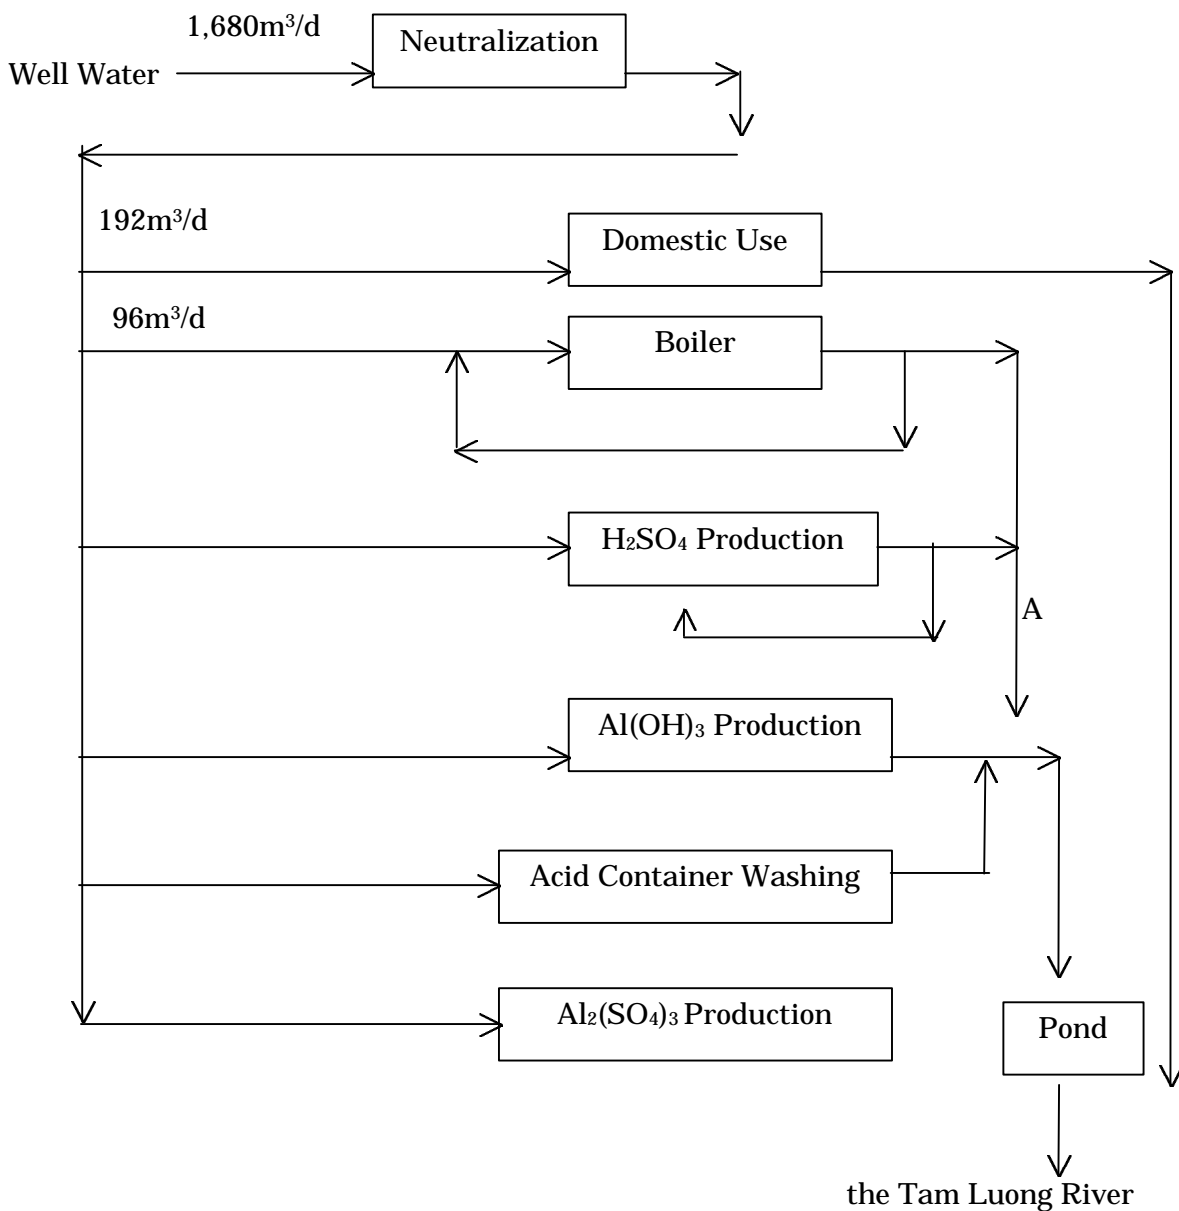 1,680m³/d
Neutralization
Well Water
192m³/d
Domestic Use
96m³/d
Boiler
H₂SO₄ Production
A
Al(OH)₃ Production
Acid Container Washing
Al₂(SO₄)₃ Production
Pond
the Tam Luong River